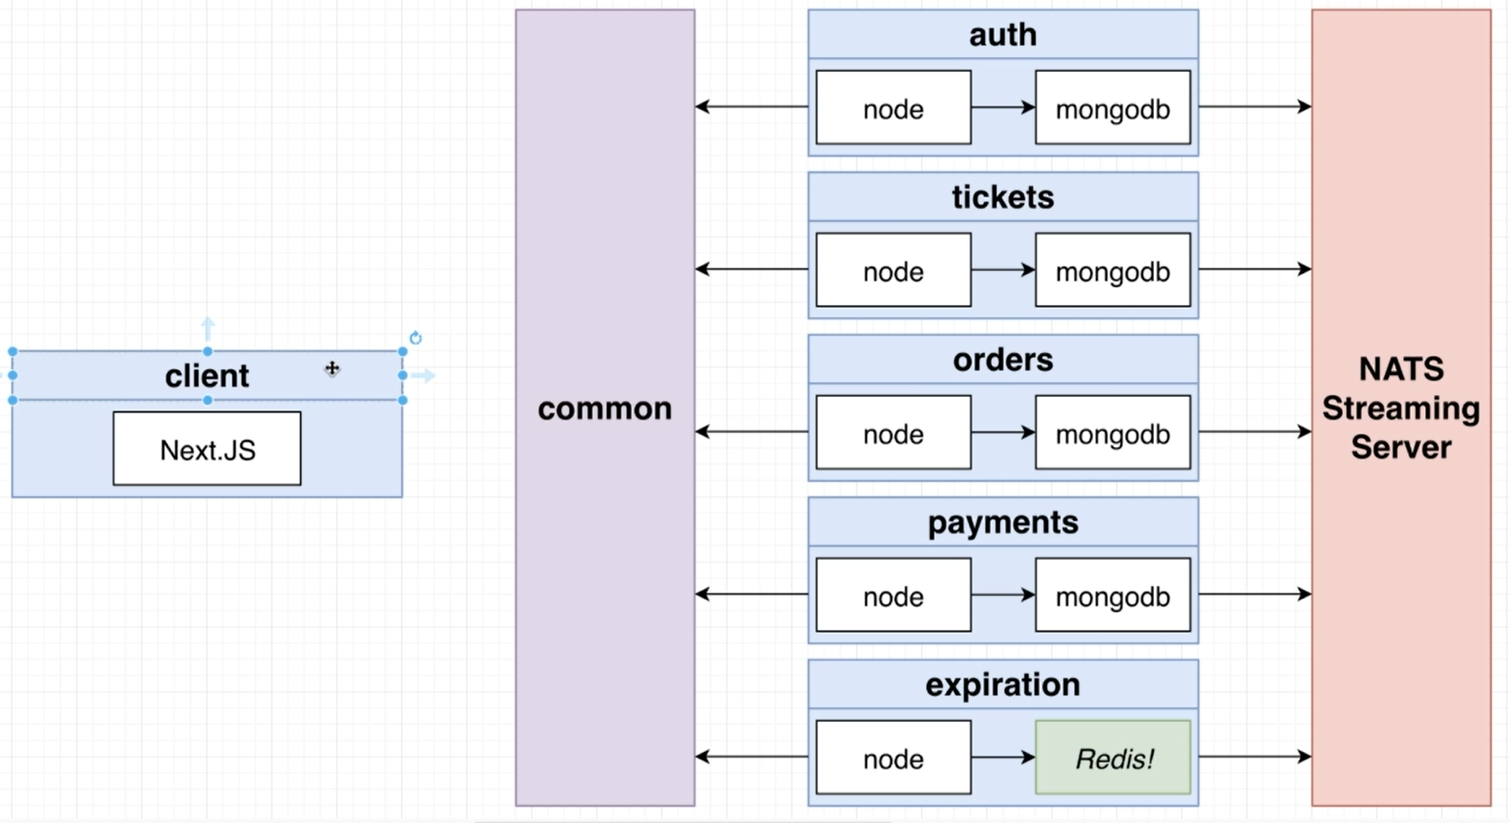 client
Next.JS
common
auth
node
mongodb
tickets
node
mongodb
orders
node
mongodb
payments
node
mongodb
expiration
node
Redis!
NATS
Streaming
Server